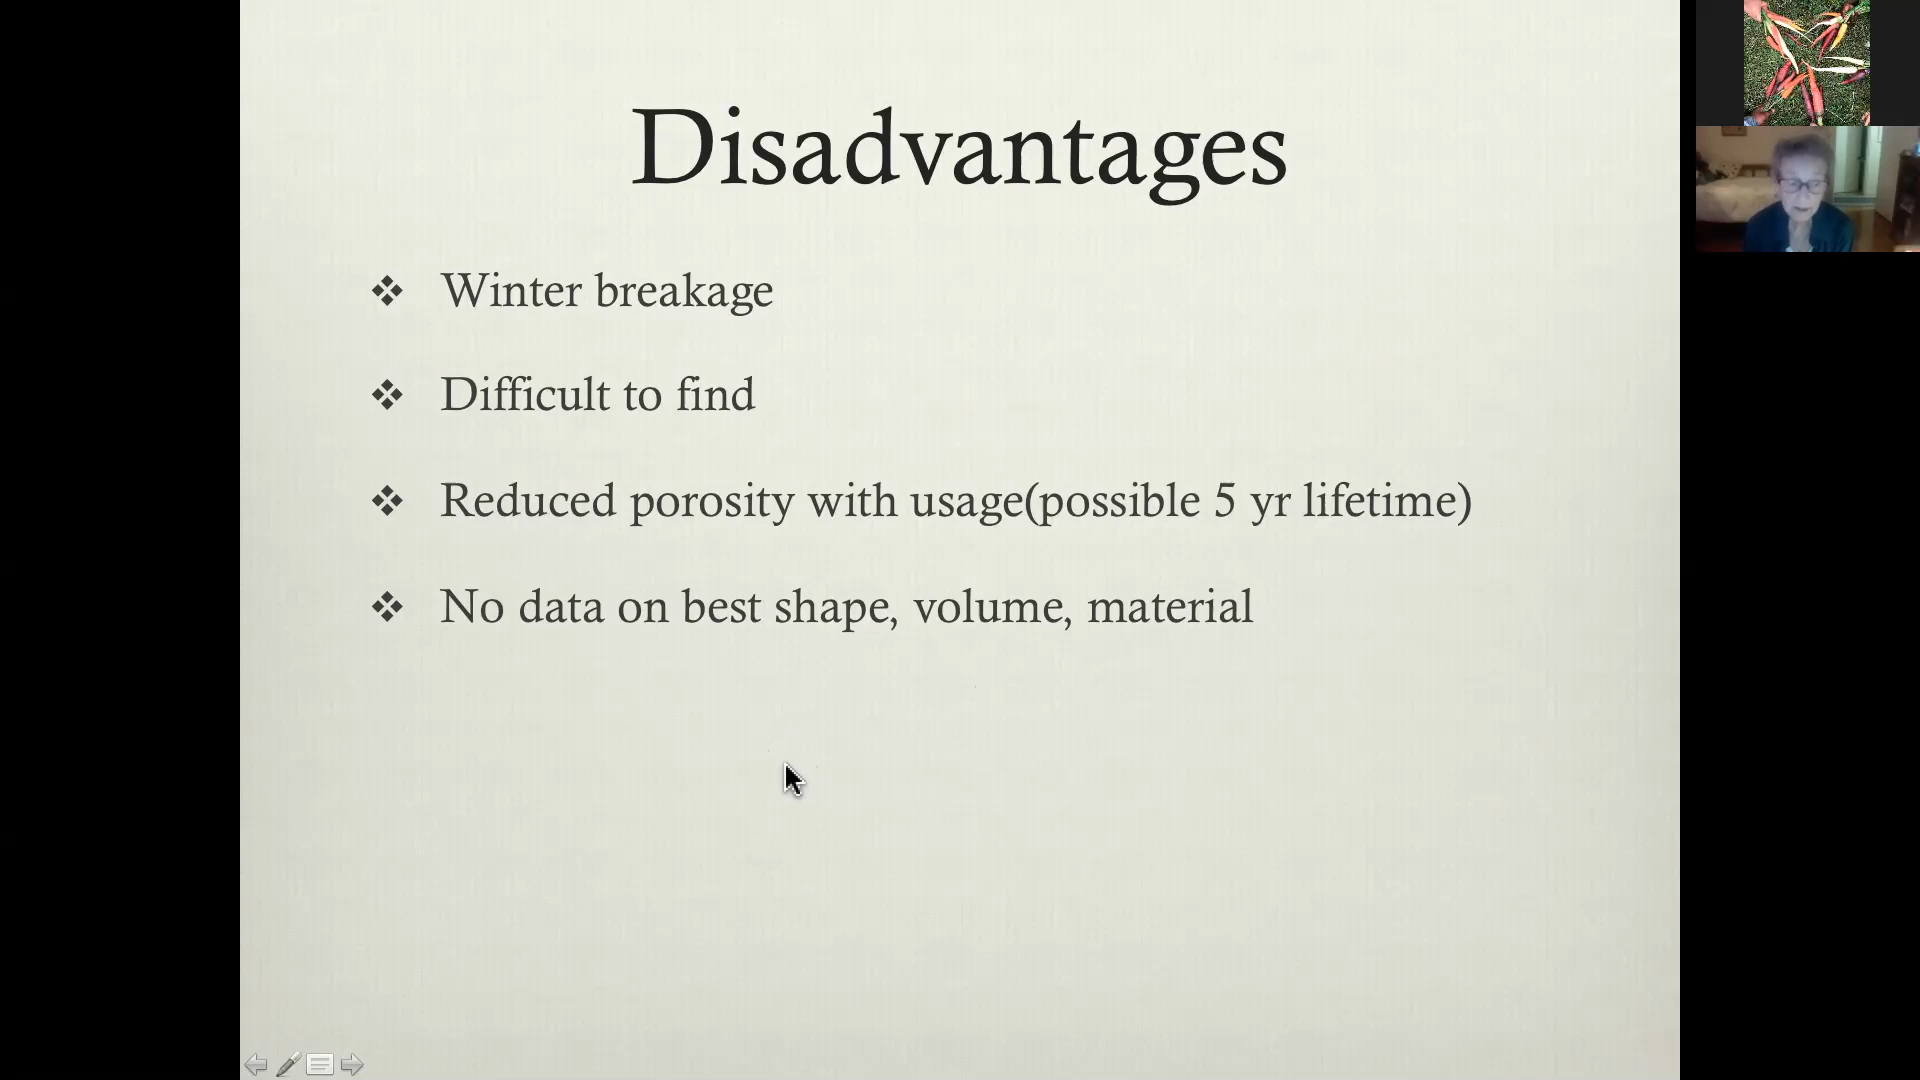 Disadvantages
Winter breakage
Difficult to find
Reduced porosity with usage(possible 5 yr lifetime)
No data on best shape, volume, material